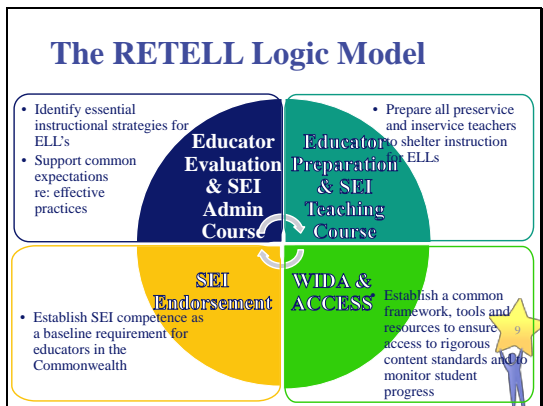 The RETELL Logic Model
• Identify essential
instructional strategies for
ELL's
• Support common
expectations
re: effective
practices
Educator
Evaluation
& SEI
Admin
Course
Educator
Preparation
& SEI
Teaching
Course
• Prepare all preservice
and inservice teachers
to shelter instruction
for ELLs
SEI
Endorsement
• Establish SEI competence as
a baseline requirement for
educators in the
Commonwealth
WIDA &
ACCESS
• Establish a common
framework, tools and
resources to ensure
access to rigorous
content standards and to
monitor student
progress
9